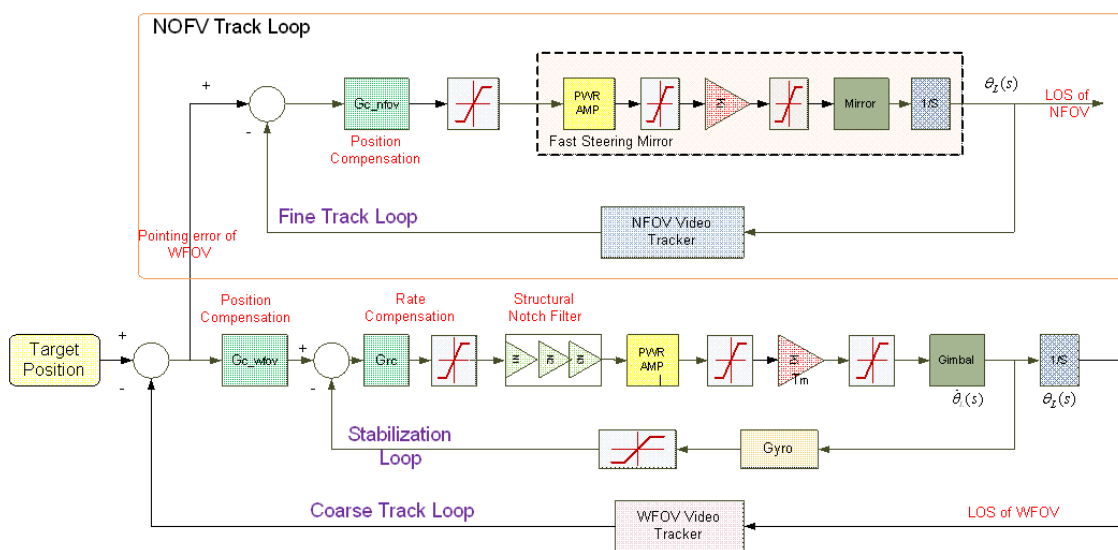 NOFV Track Loop
+
-
Gc_nfov
Position
Compensation
PWR
AMP
Mirror
1/S
Fast Steering Mirror
θL(s)
LOS of
NFOV
Fine Track Loop
NFOV Video
Tracker
Pointing error of
WFOV
Target
Position
+
-
Position
Compensation
Gc_wfov
+
-
Rate
Compensation
Grc
Structural
Notch Filter
PWR
AMP
Tm
Gimbal
θ̇L(s)
1/S
θL(s)
Stabilization
Loop
Gyro
Coarse Track Loop
WFOV Video
Tracker
LOS of WFOV